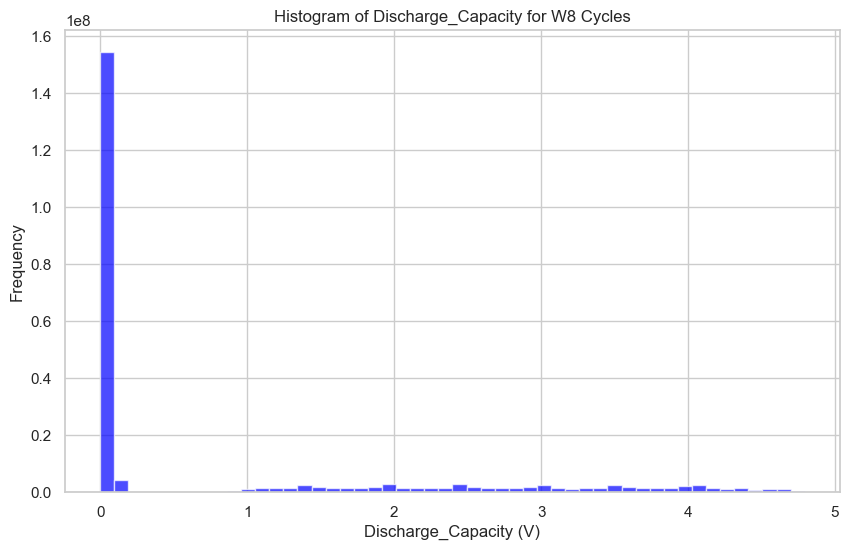 Histogram of Discharge_Capacity for W8 Cycles
1e8
1.6
1.4
1.2
1.0
0.8
0.6
0.4
0.2
0.0
Frequency
0 1 2 3 4 5
Discharge_Capacity (V)